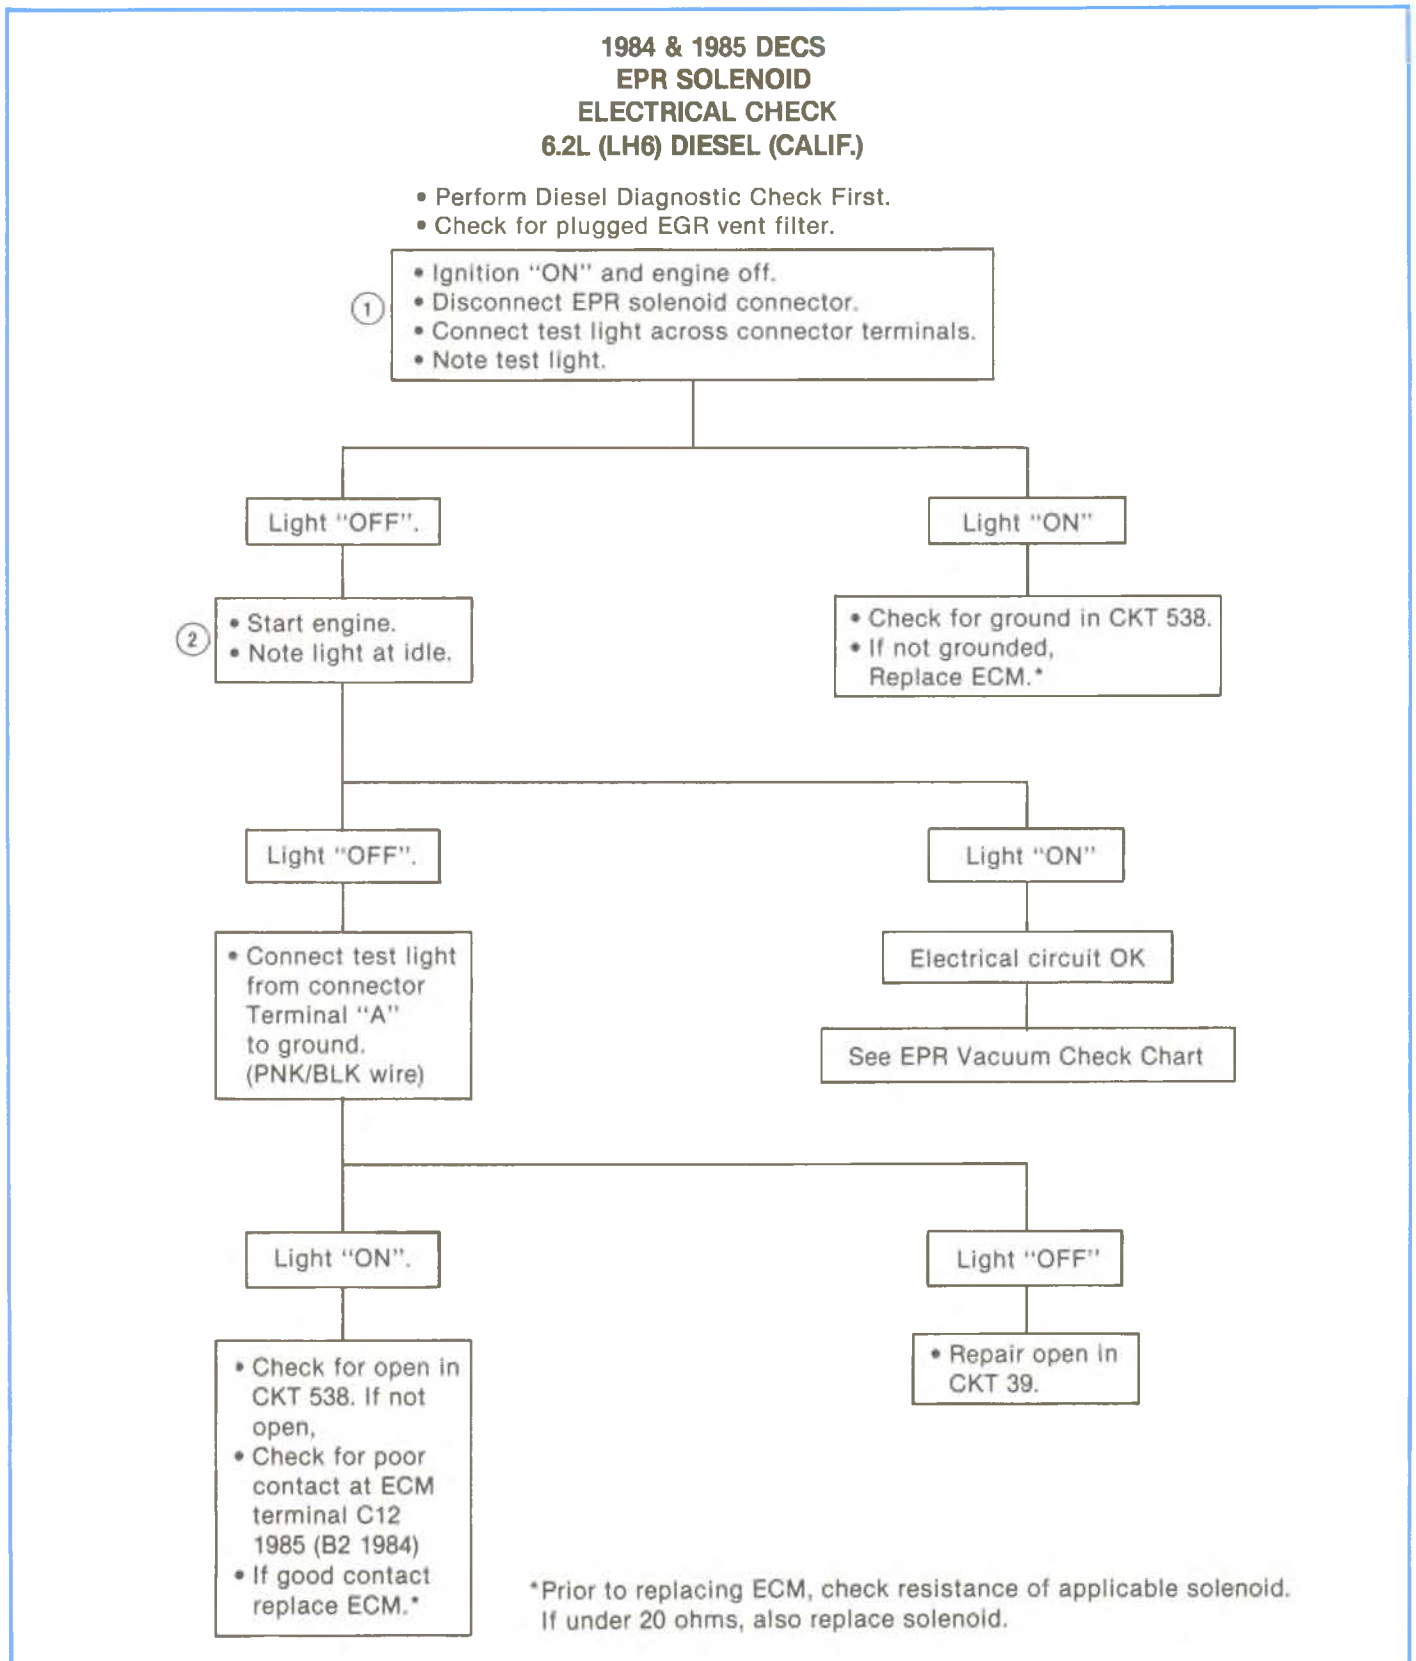 1984 & 1985 DECS
EPR SOLENOID
ELECTRICAL CHECK
6.2L (LH6) DIESEL (CALIF.)
• Perform Diesel Diagnostic Check First.
• Check for plugged EGR vent filter.
1
• Ignition “ON” and engine off.
• Disconnect EPR solenoid connector.
• Connect test light across connector terminals.
• Note test light.
Light “OFF”.
Light “ON”
2
• Start engine.
• Note light at idle.
• Check for ground in CKT 538.
• If not grounded,
Replace ECM.*
Light “OFF”.
Light “ON”
• Connect test light
from connector
Terminal “A”
to ground.
(PNK/BLK wire)
Electrical circuit OK
See EPR Vacuum Check Chart
Light “ON”.
Light “OFF”
• Check for open in
CKT 538. If not
open,
• Check for poor
contact at ECM
terminal C12
1985 (B2 1984)
• If good contact
replace ECM.*
• Repair open in
CKT 39.
*Prior to replacing ECM, check resistance of applicable solenoid.
If under 20 ohms, also replace solenoid.